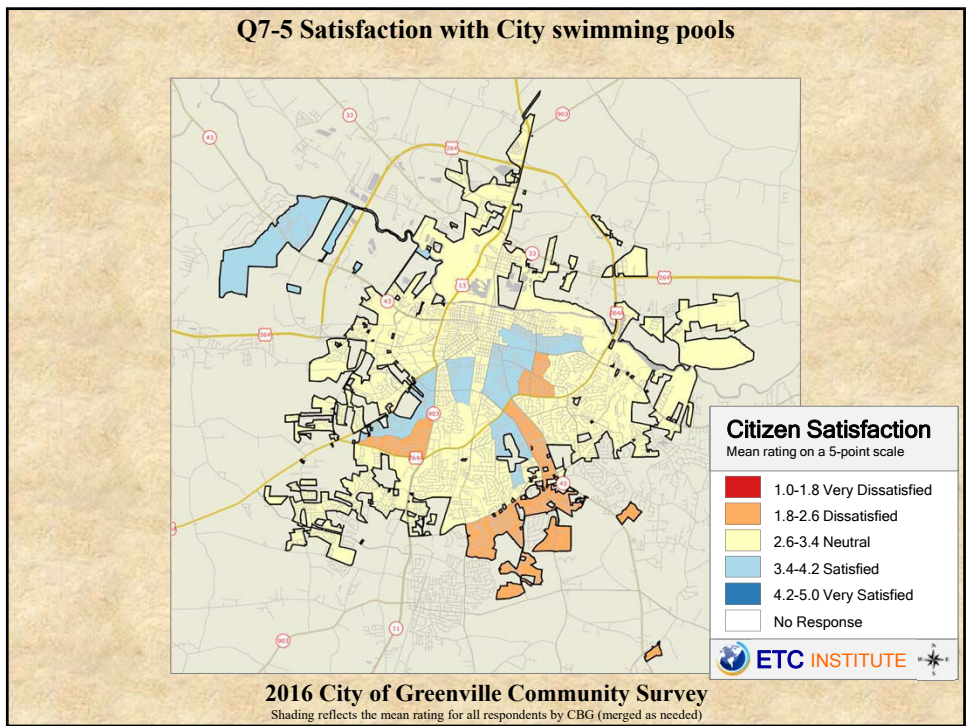 Q7-5 Satisfaction with City swimming pools
903
33
43
264
33
264
13
43
264A
264
903
264A
43
11
903
Citizen Satisfaction
Mean rating on a 5-point scale
1.0-1.8 Very Dissatisfied
1.8-2.6 Dissatisfied
2.6-3.4 Neutral
3.4-4.2 Satisfied
4.2-5.0 Very Satisfied
No Response
ETC INSTITUTE
N
W E
S
2016 City of Greenville Community Survey
Shading reflects the mean rating for all respondents by CBG (merged as needed)